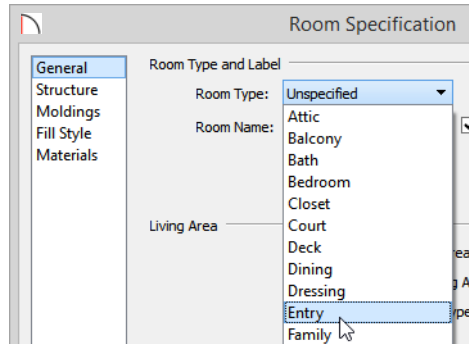 Room Specification
General
Structure
Moldings
Fill Style
Materials
Room Type and Label
Room Type: Unspecified
Room Name:
Attic
Balcony
Bath
Bedroom
Closet
Court
Deck
Dining
Dressing
Entry
Family
Living Area